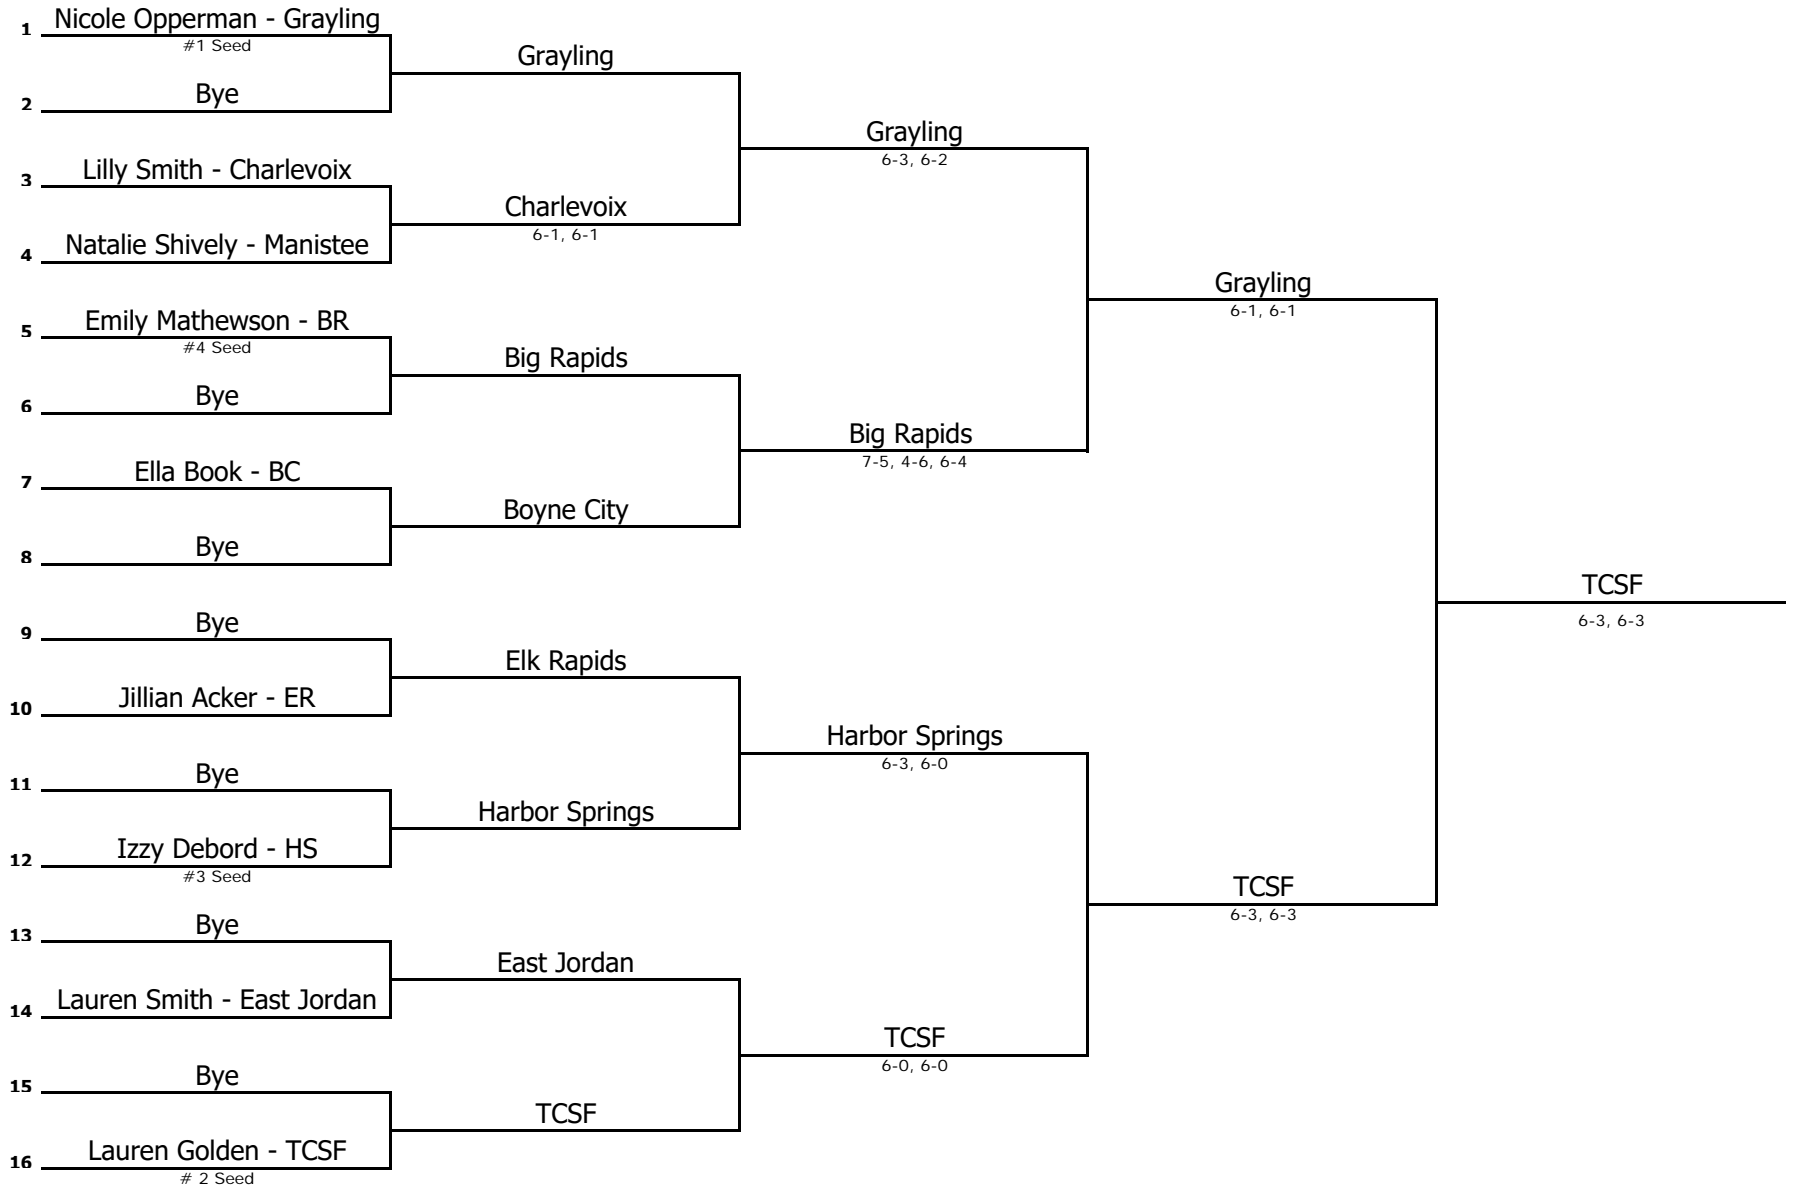 1 Nicole Opperman - Grayling
#1 Seed
2 Bye
3 Lilly Smith - Charlevoix
4 Natalie Shively - Manistee
5 Emily Mathewson - BR
#4 Seed
6 Bye
7 Ella Book - BC
8 Bye
9 Bye
10 Jillian Acker - ER
11 Bye
12 Izzy Debord - HS
#3 Seed
13 Bye
14 Lauren Smith - East Jordan
15 Bye
16 Lauren Golden - TCSF
# 2 Seed
Grayling
Charlevoix
6-1, 6-1
Big Rapids
Boyne City
Elk Rapids
Harbor Springs
East Jordan
TCSF
Grayling
6-3, 6-2
Big Rapids
7-5, 4-6, 6-4
Harbor Springs
6-3, 6-0
TCSF
6-0, 6-0
Grayling
6-1, 6-1
TCSF
6-3, 6-3
TCSF
6-3, 6-3